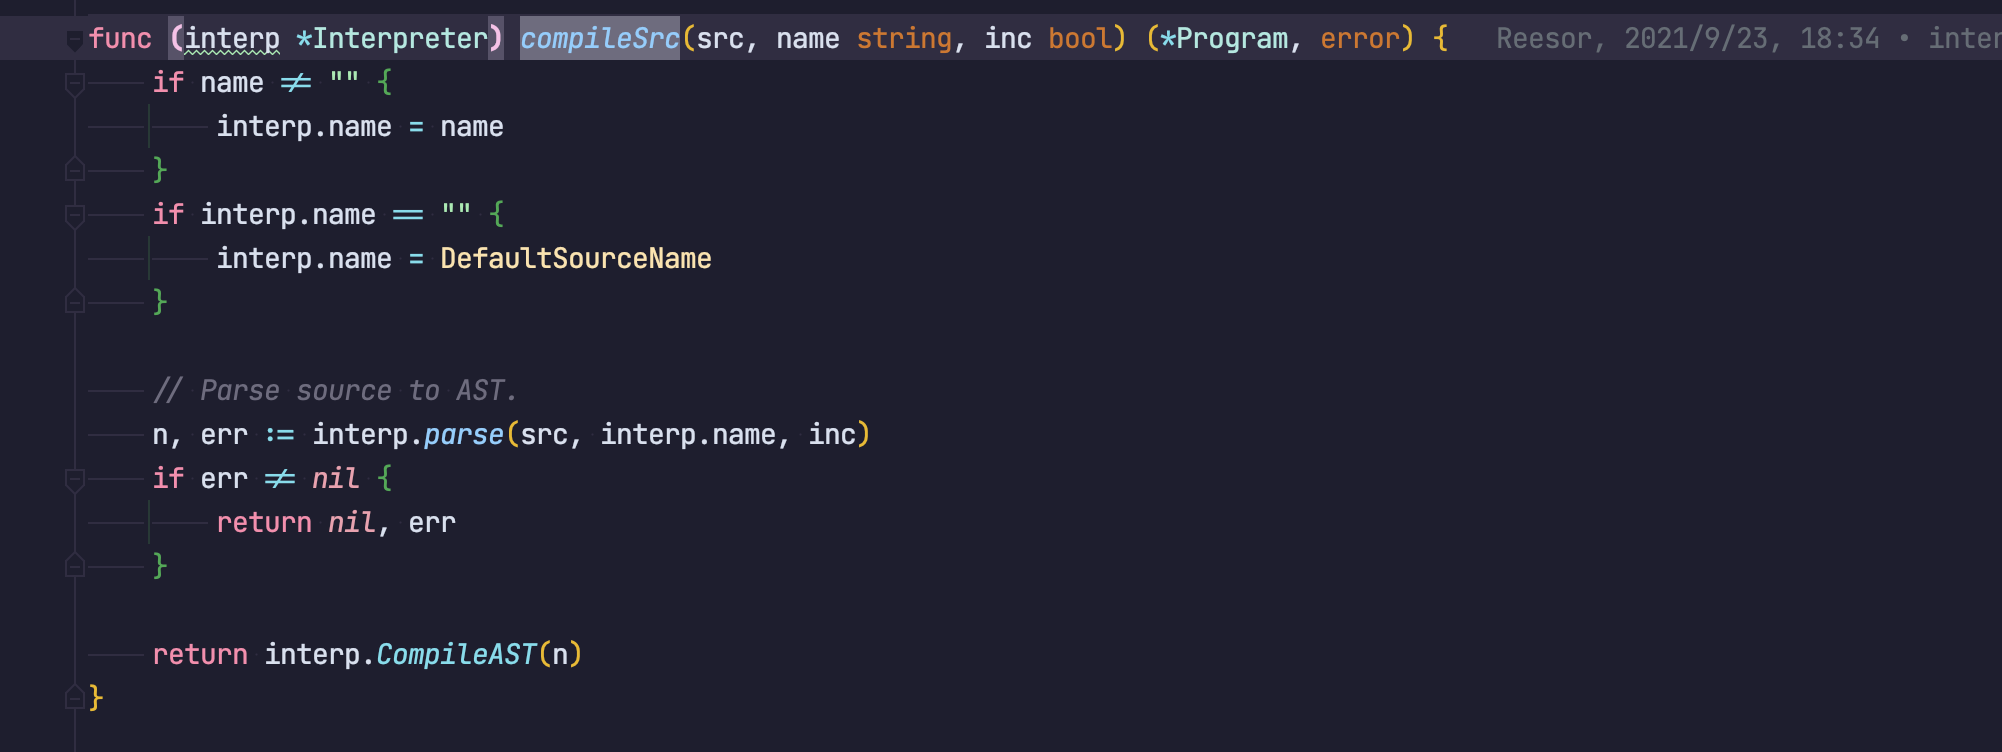 func (interp *Interpreter) compileSrc(src, name string, inc bool) (*Program, error) {    Reesor, 2021/9/23, 18:34 • inter
    if name != "" {
        interp.name = name
    }
    if interp.name == "" {
        interp.name = DefaultSourceName
    }
    // Parse source to AST.
    n, err := interp.parse(src, interp.name, inc)
    if err != nil {
        return nil, err
    }
    return interp.CompileAST(n)
}